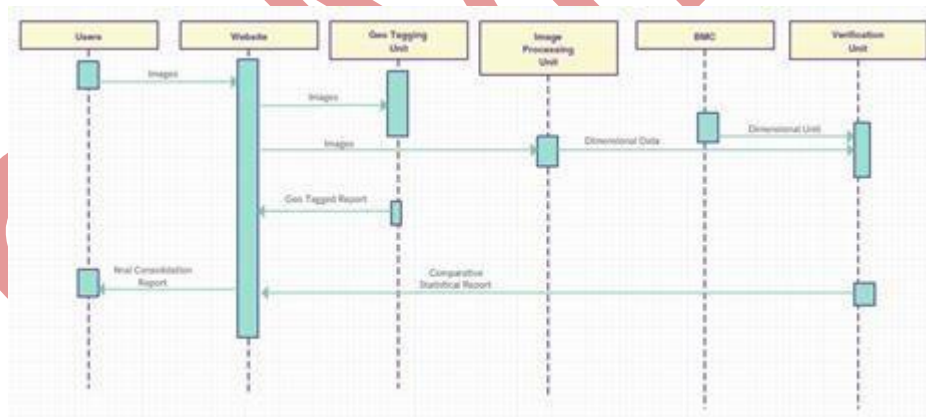 Users
Website
Geo Tagging
Unit
Image
Processing
Unit
BMC
Verification
Unit
Images
Images
Dimensional Unit
Images
Dimensional Data
Geo Tagged Report
Final Consolidation
Report
Comparative
Statistical Report